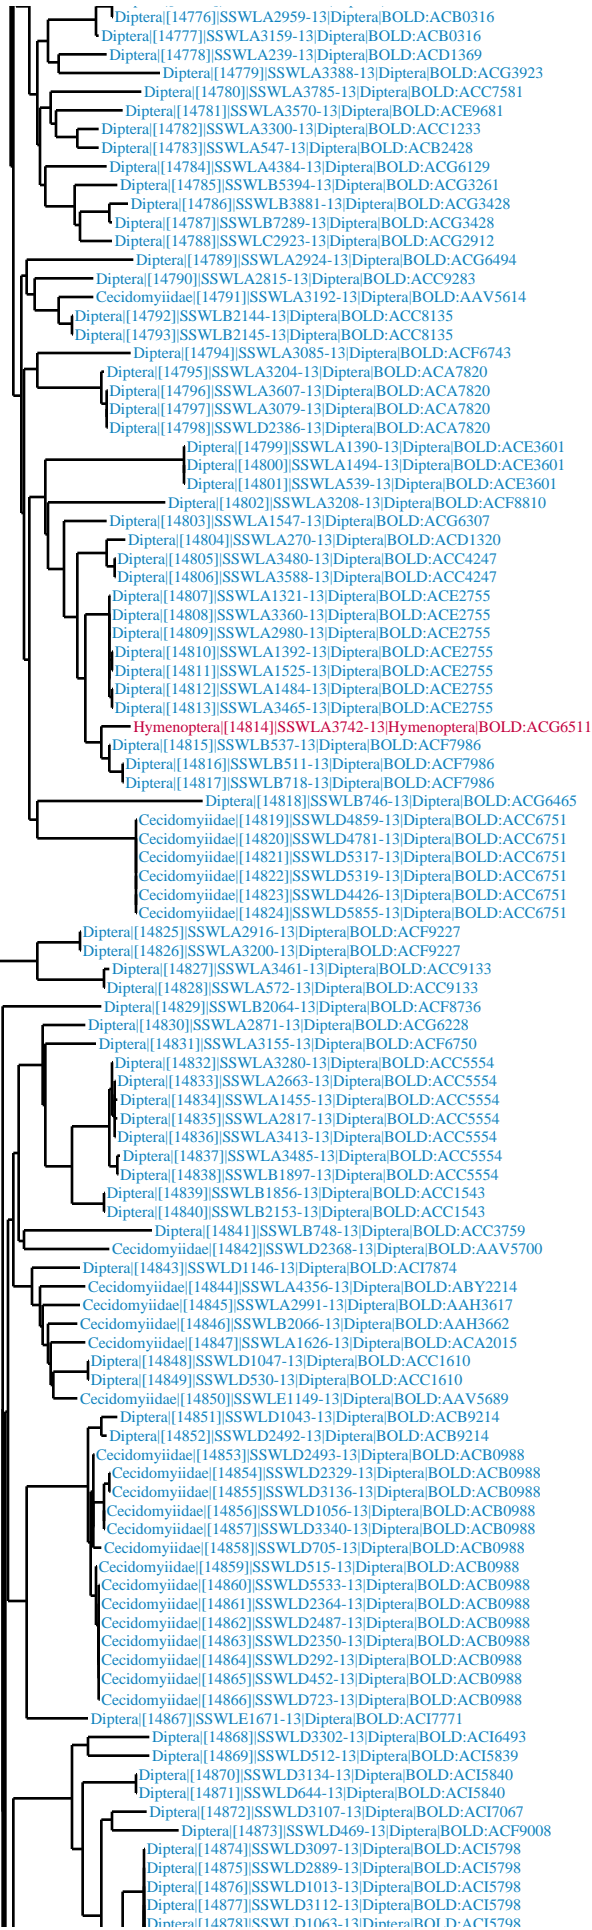 Diptera|[14776]|SSWLA2959-13|Diptera|BOLD:ACB0316
Diptera|[14777]|SSWLA3159-13|Diptera|BOLD:ACB0316
Diptera|[14778]|SSWLA239-13|Diptera|BOLD:ACD1369
Diptera|[14779]|SSWLA3388-13|Diptera|BOLD:ACG3923
Diptera|[14780]|SSWLA3785-13|Diptera|BOLD:ACC7581
Diptera|[14781]|SSWLA3570-13|Diptera|BOLD:ACE9681
Diptera|[14782]|SSWLA3300-13|Diptera|BOLD:ACC1233
Diptera|[14783]|SSWLA547-13|Diptera|BOLD:ACB2428
Diptera|[14784]|SSWLA4384-13|Diptera|BOLD:ACG6129
Diptera|[14785]|SSWLB5394-13|Diptera|BOLD:ACG3261
Diptera|[14786]|SSWLB3881-13|Diptera|BOLD:ACG3428
Diptera|[14787]|SSWLB7289-13|Diptera|BOLD:ACG3428
Diptera|[14788]|SSWLC2923-13|Diptera|BOLD:ACG2912
Diptera|[14789]|SSWLA2924-13|Diptera|BOLD:ACG6494
Diptera|[14790]|SSWLA2815-13|Diptera|BOLD:ACC9283
Cecidomyiidae|[14791]|SSWLA3192-13|Diptera|BOLD:AAV5614
Diptera|[14792]|SSWLB2144-13|Diptera|BOLD:ACC8135
Diptera|[14793]|SSWLB2145-13|Diptera|BOLD:ACC8135
Diptera|[14794]|SSWLA3085-13|Diptera|BOLD:ACF6743
Diptera|[14795]|SSWLA3204-13|Diptera|BOLD:ACA7820
Diptera|[14796]|SSWLA3607-13|Diptera|BOLD:ACA7820
Diptera|[14797]|SSWLA3079-13|Diptera|BOLD:ACA7820
Diptera|[14798]|SSWLD2386-13|Diptera|BOLD:ACA7820
Diptera|[14799]|SSWLA1390-13|Diptera|BOLD:ACE3601
Diptera|[14800]|SSWLA1494-13|Diptera|BOLD:ACE3601
Diptera|[14801]|SSWLA539-13|Diptera|BOLD:ACE3601
Diptera|[14802]|SSWLA3208-13|Diptera|BOLD:ACF8810
Diptera|[14803]|SSWLA1547-13|Diptera|BOLD:ACG6307
Diptera|[14804]|SSWLA270-13|Diptera|BOLD:ACD1320
Diptera|[14805]|SSWLA3480-13|Diptera|BOLD:ACC4247
Diptera|[14806]|SSWLA3588-13|Diptera|BOLD:ACC4247
Diptera|[14807]|SSWLA1321-13|Diptera|BOLD:ACE2755
Diptera|[14808]|SSWLA3360-13|Diptera|BOLD:ACE2755
Diptera|[14809]|SSWLA2980-13|Diptera|BOLD:ACE2755
Diptera|[14810]|SSWLA1392-13|Diptera|BOLD:ACE2755
Diptera|[14811]|SSWLA1525-13|Diptera|BOLD:ACE2755
Diptera|[14812]|SSWLA1484-13|Diptera|BOLD:ACE2755
Diptera|[14813]|SSWLA3465-13|Diptera|BOLD:ACE2755
Hymenoptera|[14814]|SSWLA3742-13|Hymenoptera|BOLD:ACG6511
Diptera|[14815]|SSWLB537-13|Diptera|BOLD:ACF7986
Diptera|[14816]|SSWLB511-13|Diptera|BOLD:ACF7986
Diptera|[14817]|SSWLB718-13|Diptera|BOLD:ACF7986
Diptera|[14818]|SSWLB746-13|Diptera|BOLD:ACG6465
Cecidomyiidae|[14819]|SSWLD4859-13|Diptera|BOLD:ACC6751
Cecidomyiidae|[14820]|SSWLD4781-13|Diptera|BOLD:ACC6751
Cecidomyiidae|[14821]|SSWLD5317-13|Diptera|BOLD:ACC6751
Cecidomyiidae|[14822]|SSWLD5319-13|Diptera|BOLD:ACC6751
Cecidomyiidae|[14823]|SSWLD4426-13|Diptera|BOLD:ACC6751
Cecidomyiidae|[14824]|SSWLD5855-13|Diptera|BOLD:ACC6751
Diptera|[14825]|SSWLA2916-13|Diptera|BOLD:ACF9227
Diptera|[14826]|SSWLA3200-13|Diptera|BOLD:ACF9227
Diptera|[14827]|SSWLA3461-13|Diptera|BOLD:ACC9133
Diptera|[14828]|SSWLA572-13|Diptera|BOLD:ACC9133
Diptera|[14829]|SSWLB2064-13|Diptera|BOLD:ACF8736
Diptera|[14830]|SSWLA2871-13|Diptera|BOLD:ACG6228
Diptera|[14831]|SSWLA3155-13|Diptera|BOLD:ACF6750
Diptera|[14832]|SSWLA3280-13|Diptera|BOLD:ACC5554
Diptera|[14833]|SSWLA2663-13|Diptera|BOLD:ACC5554
Diptera|[14834]|SSWLA1455-13|Diptera|BOLD:ACC5554
Diptera|[14835]|SSWLA2817-13|Diptera|BOLD:ACC5554
Diptera|[14836]|SSWLA3413-13|Diptera|BOLD:ACC5554
Diptera|[14837]|SSWLA3485-13|Diptera|BOLD:ACC5554
Diptera|[14838]|SSWLB1897-13|Diptera|BOLD:ACC5554
Diptera|[14839]|SSWLB1856-13|Diptera|BOLD:ACC1543
Diptera|[14840]|SSWLB2153-13|Diptera|BOLD:ACC1543
Diptera|[14841]|SSWLB748-13|Diptera|BOLD:ACC3759
Cecidomyiidae|[14842]|SSWLD2368-13|Diptera|BOLD:AAV5700
Diptera|[14843]|SSWLD1146-13|Diptera|BOLD:ACI7874
Cecidomyiidae|[14844]|SSWLA4356-13|Diptera|BOLD:ABY2214
Cecidomyiidae|[14845]|SSWLA2991-13|Diptera|BOLD:AAH3617
Cecidomyiidae|[14846]|SSWLB2066-13|Diptera|BOLD:AAH3662
Cecidomyiidae|[14847]|SSWLA1626-13|Diptera|BOLD:ACA2015
Diptera|[14848]|SSWLD1047-13|Diptera|BOLD:ACC1610
Diptera|[14849]|SSWLD530-13|Diptera|BOLD:ACC1610
Cecidomyiidae|[14850]|SSWLE1149-13|Diptera|BOLD:AAV5689
Diptera|[14851]|SSWLD1043-13|Diptera|BOLD:ACB9214
Diptera|[14852]|SSWLD2492-13|Diptera|BOLD:ACB9214
Cecidomyiidae|[14853]|SSWLD2493-13|Diptera|BOLD:ACB0988
Cecidomyiidae|[14854]|SSWLD2329-13|Diptera|BOLD:ACB0988
Cecidomyiidae|[14855]|SSWLD3136-13|Diptera|BOLD:ACB0988
Cecidomyiidae|[14856]|SSWLD1056-13|Diptera|BOLD:ACB0988
Cecidomyiidae|[14857]|SSWLD3340-13|Diptera|BOLD:ACB0988
Cecidomyiidae|[14858]|SSWLD705-13|Diptera|BOLD:ACB0988
Cecidomyiidae|[14859]|SSWLD515-13|Diptera|BOLD:ACB0988
Cecidomyiidae|[14860]|SSWLD5533-13|Diptera|BOLD:ACB0988
Cecidomyiidae|[14861]|SSWLD2364-13|Diptera|BOLD:ACB0988
Cecidomyiidae|[14862]|SSWLD2487-13|Diptera|BOLD:ACB0988
Cecidomyiidae|[14863]|SSWLD2350-13|Diptera|BOLD:ACB0988
Cecidomyiidae|[14864]|SSWLD292-13|Diptera|BOLD:ACB0988
Cecidomyiidae|[14865]|SSWLD452-13|Diptera|BOLD:ACB0988
Cecidomyiidae|[14866]|SSWLD723-13|Diptera|BOLD:ACB0988
Diptera|[14867]|SSWLE1671-13|Diptera|BOLD:ACI7771
Diptera|[14868]|SSWLD3302-13|Diptera|BOLD:ACI6493
Diptera|[14869]|SSWLD512-13|Diptera|BOLD:ACI5839
Diptera|[14870]|SSWLD3134-13|Diptera|BOLD:ACI5840
Diptera|[14871]|SSWLD644-13|Diptera|BOLD:ACI5840
Diptera|[14872]|SSWLD3107-13|Diptera|BOLD:ACI7067
Diptera|[14873]|SSWLD469-13|Diptera|BOLD:ACF9008
Diptera|[14874]|SSWLD3097-13|Diptera|BOLD:ACI5798
Diptera|[14875]|SSWLD2889-13|Diptera|BOLD:ACI5798
Diptera|[14876]|SSWLD1013-13|Diptera|BOLD:ACI5798
Diptera|[14877]|SSWLD3112-13|Diptera|BOLD:ACI5798
Diptera|[14878]|SSWLD1063-13|Diptera|BOLD:ACI5798